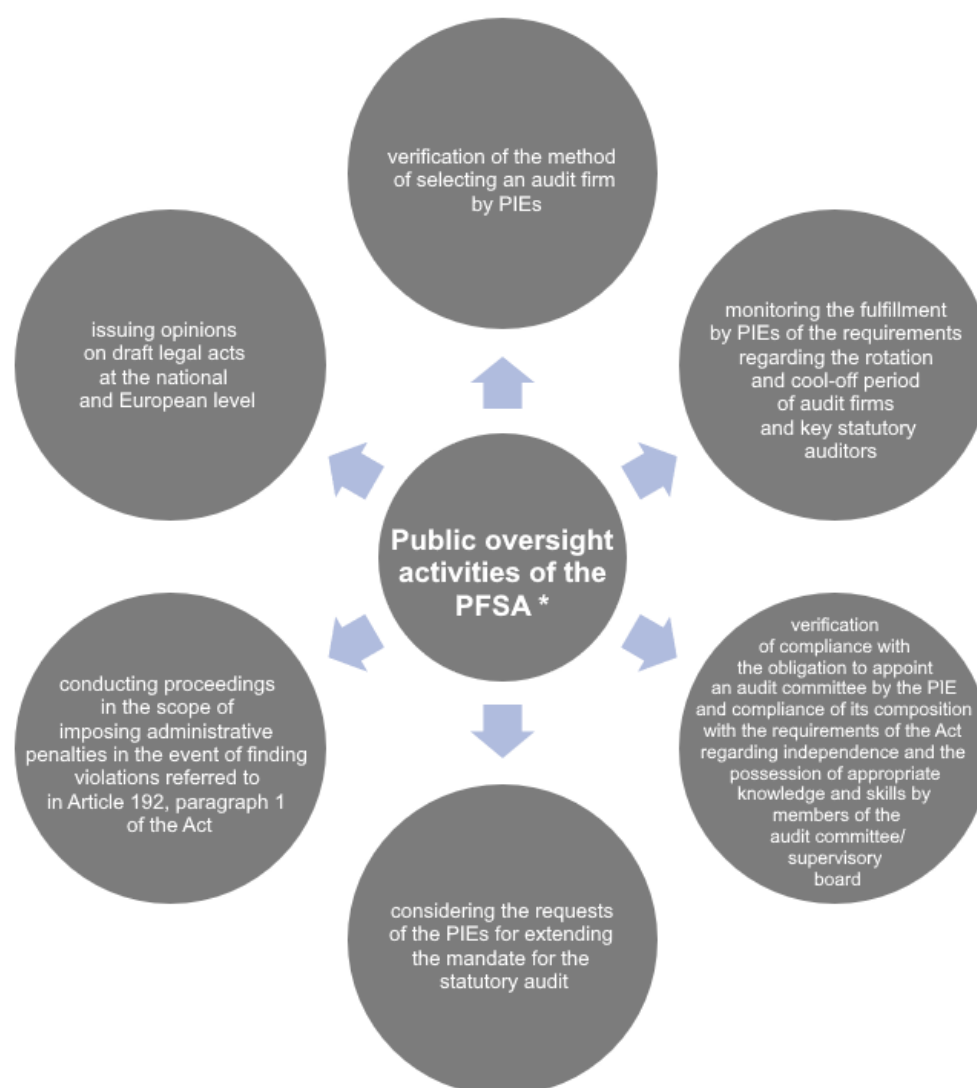 verification of the method
of selecting an audit firm
by PIEs
monitoring the fulfillment
by PIEs of the requirements
regarding the rotation
and cool-off period
of audit firms
and key statutory
auditors
verification
of compliance with
the obligation to appoint
an audit committee by the PIE
and compliance of its composition
with the requirements of the Act
regarding independence and the
possession of appropriate
knowledge and skills by
members of the
audit committee/
supervisory
board
considering the requests
of the PIEs for extending
the mandate for the
statutory audit
conducting proceedings
in the scope of
imposing administrative
penalties in the event of finding
violations referred to
in Article 192, paragraph 1
of the Act
issuing opinions
on draft legal acts
at the national
and European level
Public oversight
activities of the
PFSA *